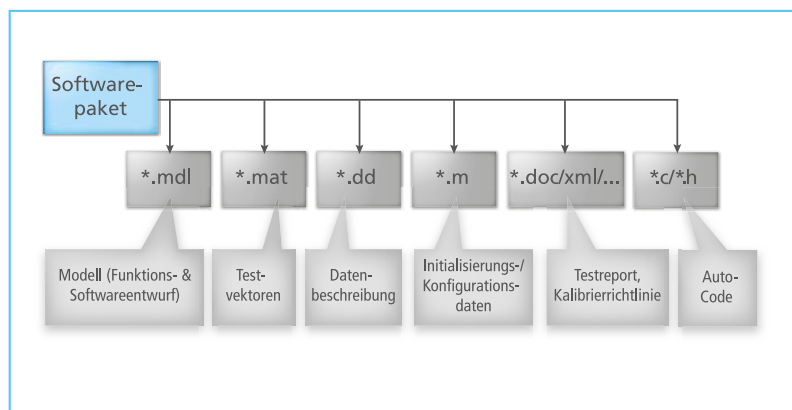 Software-
paket
*.mdl
*.mat
*.dd
*.m
*.doc/xml/...
*.c/*.h
Modell (Funktions- &
Softwareentwurf)
Test-
vektoren
Daten-
beschreibung
Initialisierungs-/
Konfigurations-
daten
Testreport,
Kalibrierrichtlinie
Auto-
Code